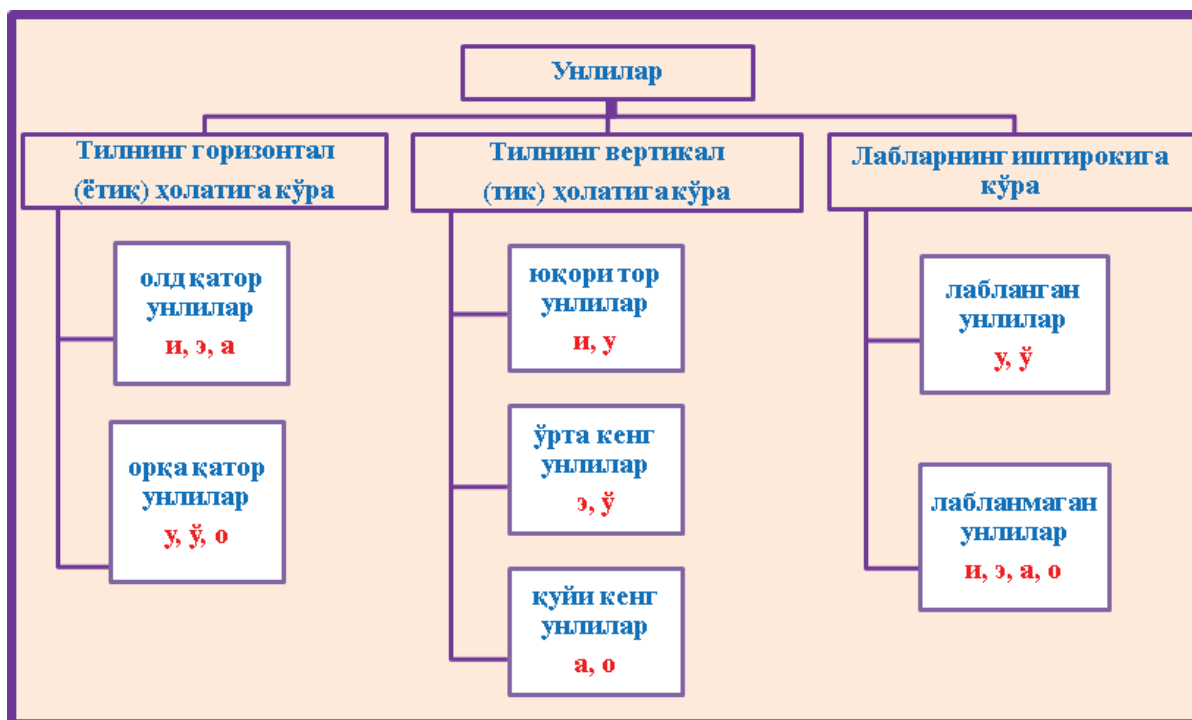 Унлилар
Тилнинг горизонтал
(ётиқ) ҳолатига кўра
олд қатор
унлилар
и, э, а
орқа қатор
унлилар
у, ў, о
Тилнинг вертикал
(тик) ҳолатига кўра
юқори тор
унлилар
и, у
ўрта кенг
унлилар
э, ў
қуйи кенг
унлилар
а, о
Лабларнинг иштирокига
кўра
лабланган
унлилар
у, ў
лабланмаган
унлилар
и, э, а, о